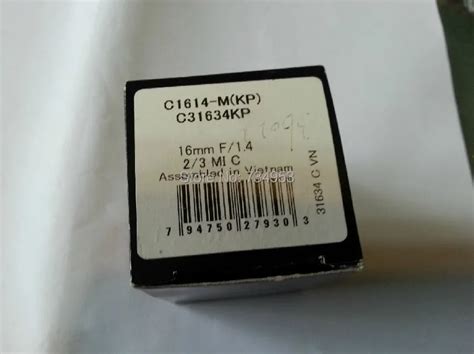 C1614-M(KP)
C31634KP
16mm F/1.4
2/3 MI C
Assembled in Vietnam
7 94750 27930 3
31634 C VN